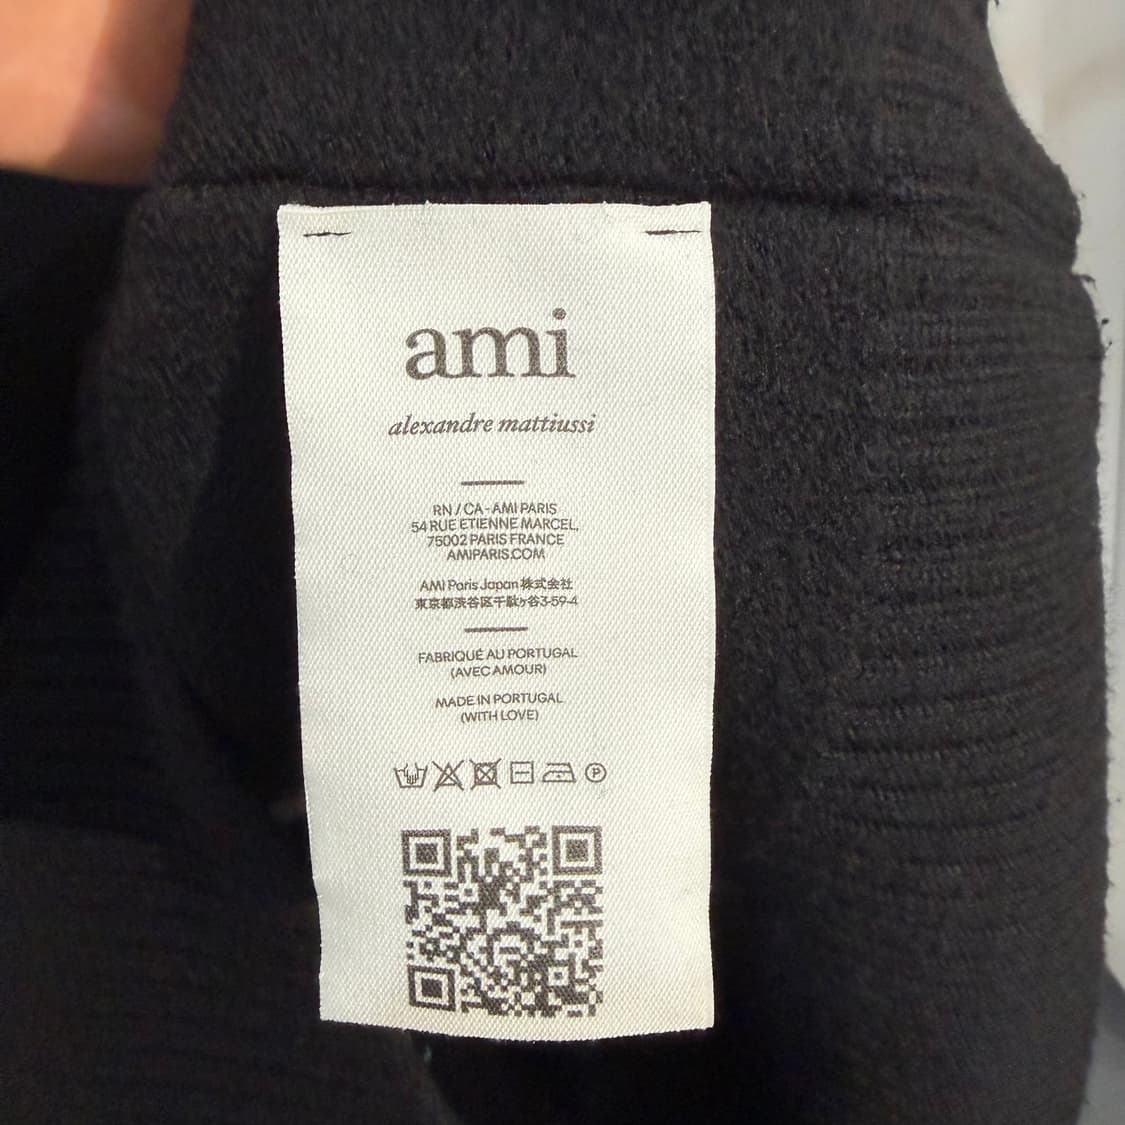 ami
alexandre mattiussi
RN / CA - AMI PARIS
54 RUE ETIENNE MARCEL,
75002 PARIS FRANCE
AMIPARIS.COM
AMI Paris Japan 株式会社
東京都渋谷区千駄ヶ谷3-59-4
FABRIQUÉ AU PORTUGAL
(AVEC AMOUR)
MADE IN PORTUGAL
(WITH LOVE)
P